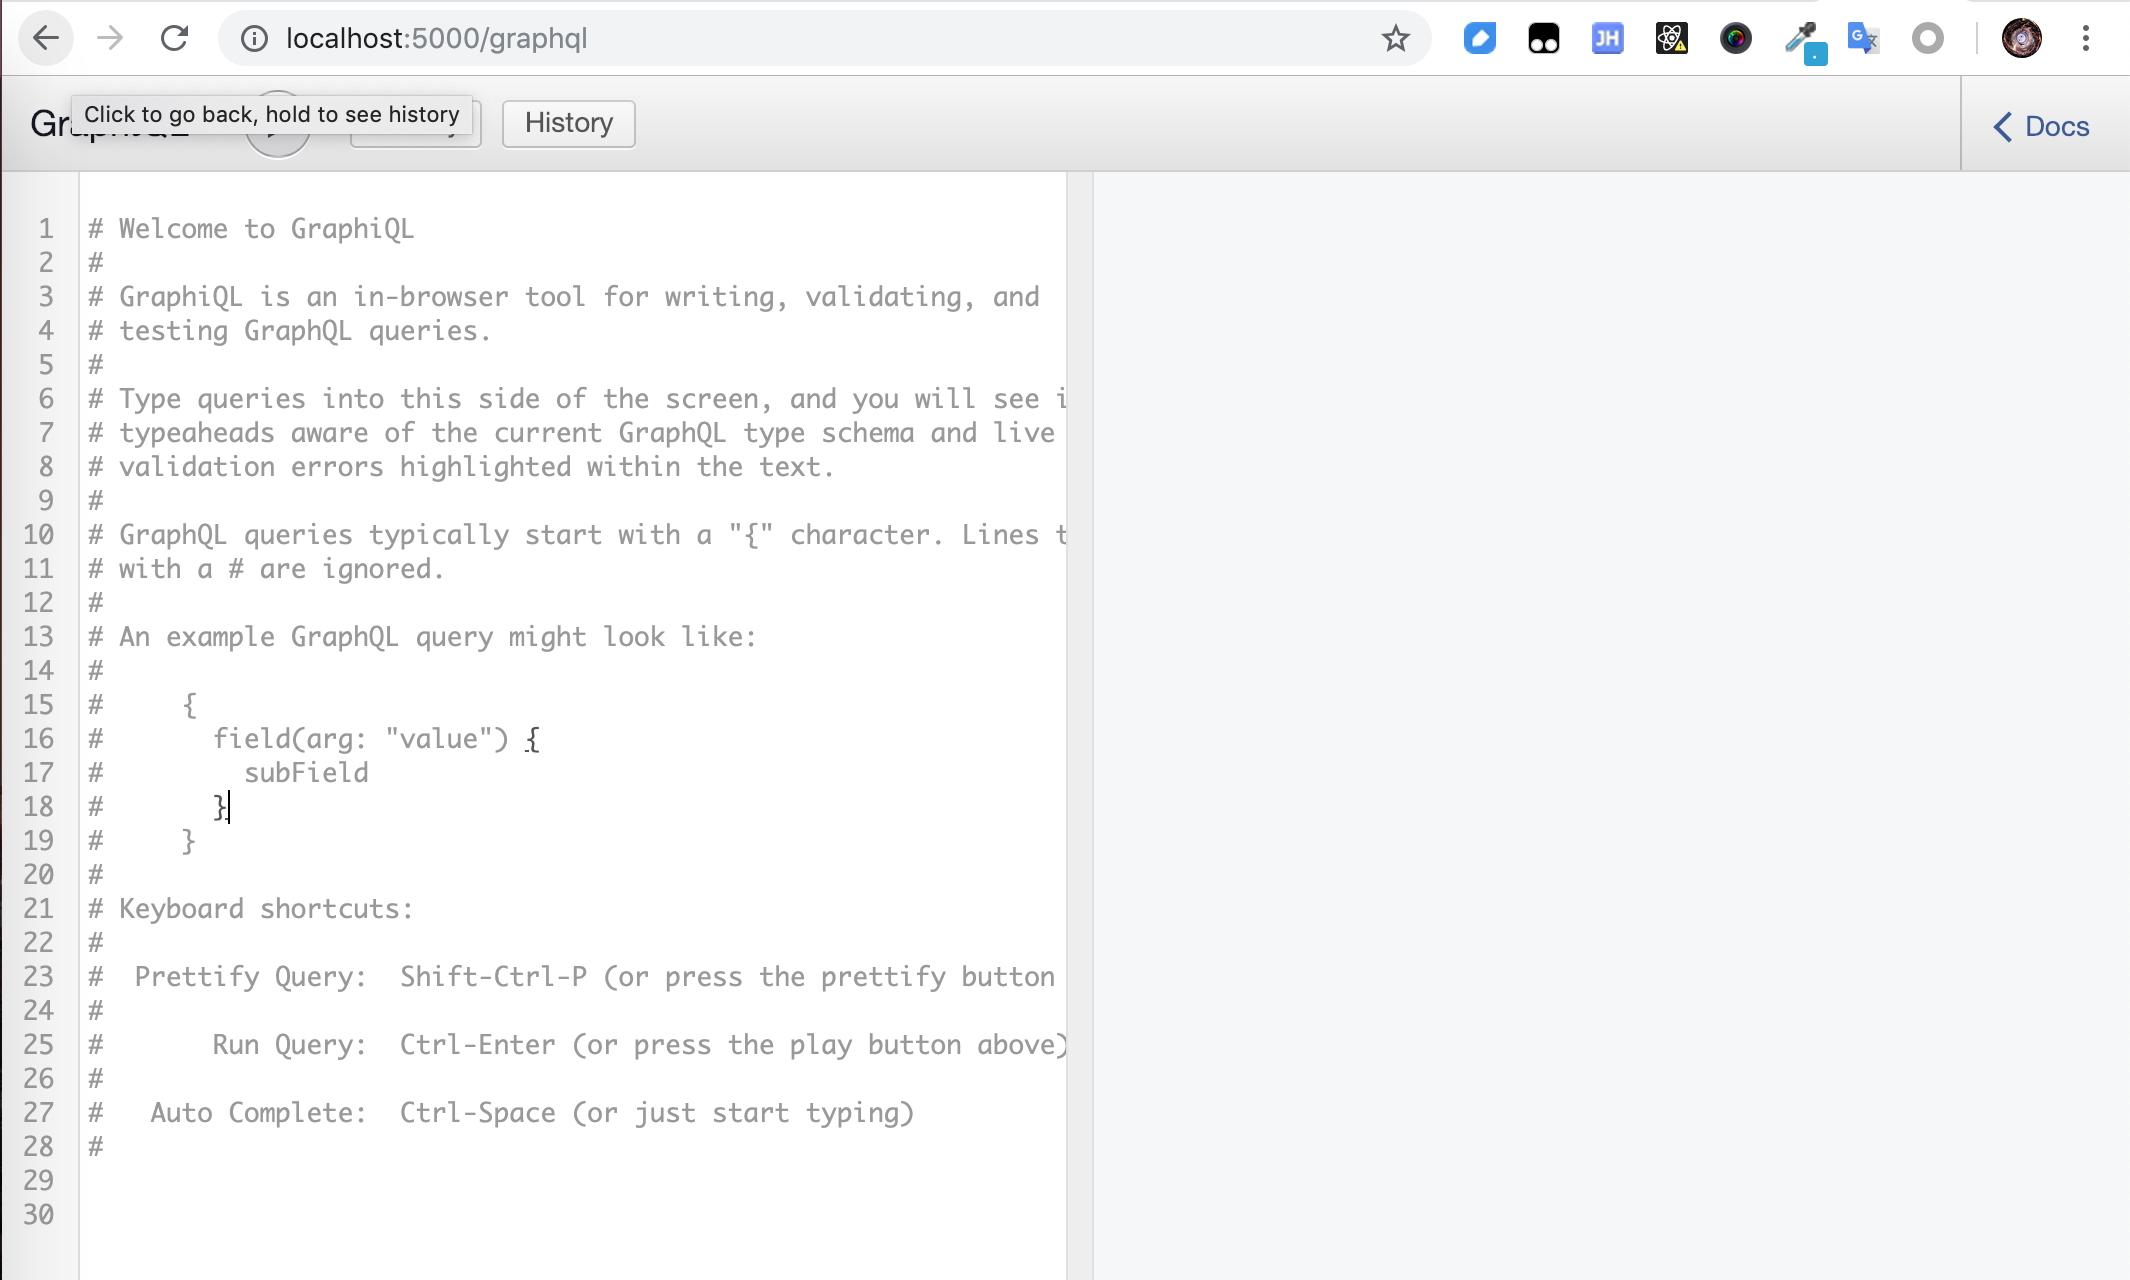 localhost:5000/graphql
JH
Click to go back, hold to see history
History
Docs
1 # Welcome to GraphiQL
2 #
3 # GraphiQL is an in-browser tool for writing, validating, and
4 # testing GraphQL queries.
5 #
6 # Type queries into this side of the screen, and you will see i
7 # typeaheads aware of the current GraphQL type schema and live
8 # validation errors highlighted within the text.
9 #
10 # GraphQL queries typically start with a "{" character. Lines t
11 # with a # are ignored.
12 #
13 # An example GraphQL query might look like:
14 #
15 #     {
16 #       field(arg: "value") {
17 #         subField
18 #       }
19 #     }
20 #
21 # Keyboard shortcuts:
22 #
23 #  Prettify Query:  Shift-Ctrl-P (or press the prettify button
24 #
25 #       Run Query:  Ctrl-Enter (or press the play button above)
26 #
27 #   Auto Complete:  Ctrl-Space (or just start typing)
28 #
29
30